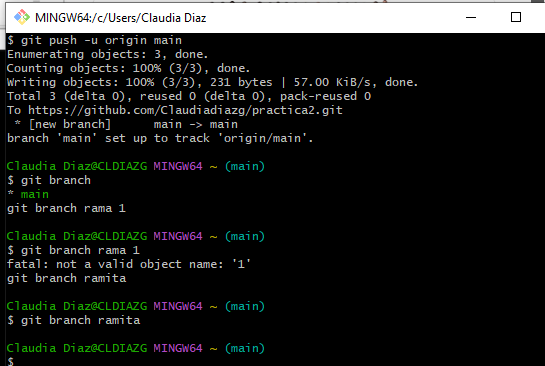 MINGW64:/c/Users/Claudia Diaz
$ git push -u origin main
Enumerating objects: 3, done.
Counting objects: 100% (3/3), done.
Writing objects: 100% (3/3), 231 bytes | 57.00 KiB/s, done.
Total 3 (delta 0), reused 0 (delta 0), pack-reused 0
To https://github.com/Claudiadiazg/practica2.git
 * [new branch]      main -> main
branch 'main' set up to track 'origin/main'.

Claudia Diaz@CLDIAZG MINGW64 ~ (main)
$ git branch
* main
git branch rama 1

Claudia Diaz@CLDIAZG MINGW64 ~ (main)
$ git branch rama 1
fatal: not a valid object name: '1'
git branch ramita

Claudia Diaz@CLDIAZG MINGW64 ~ (main)
$ git branch ramita

Claudia Diaz@CLDIAZG MINGW64 ~ (main)
$